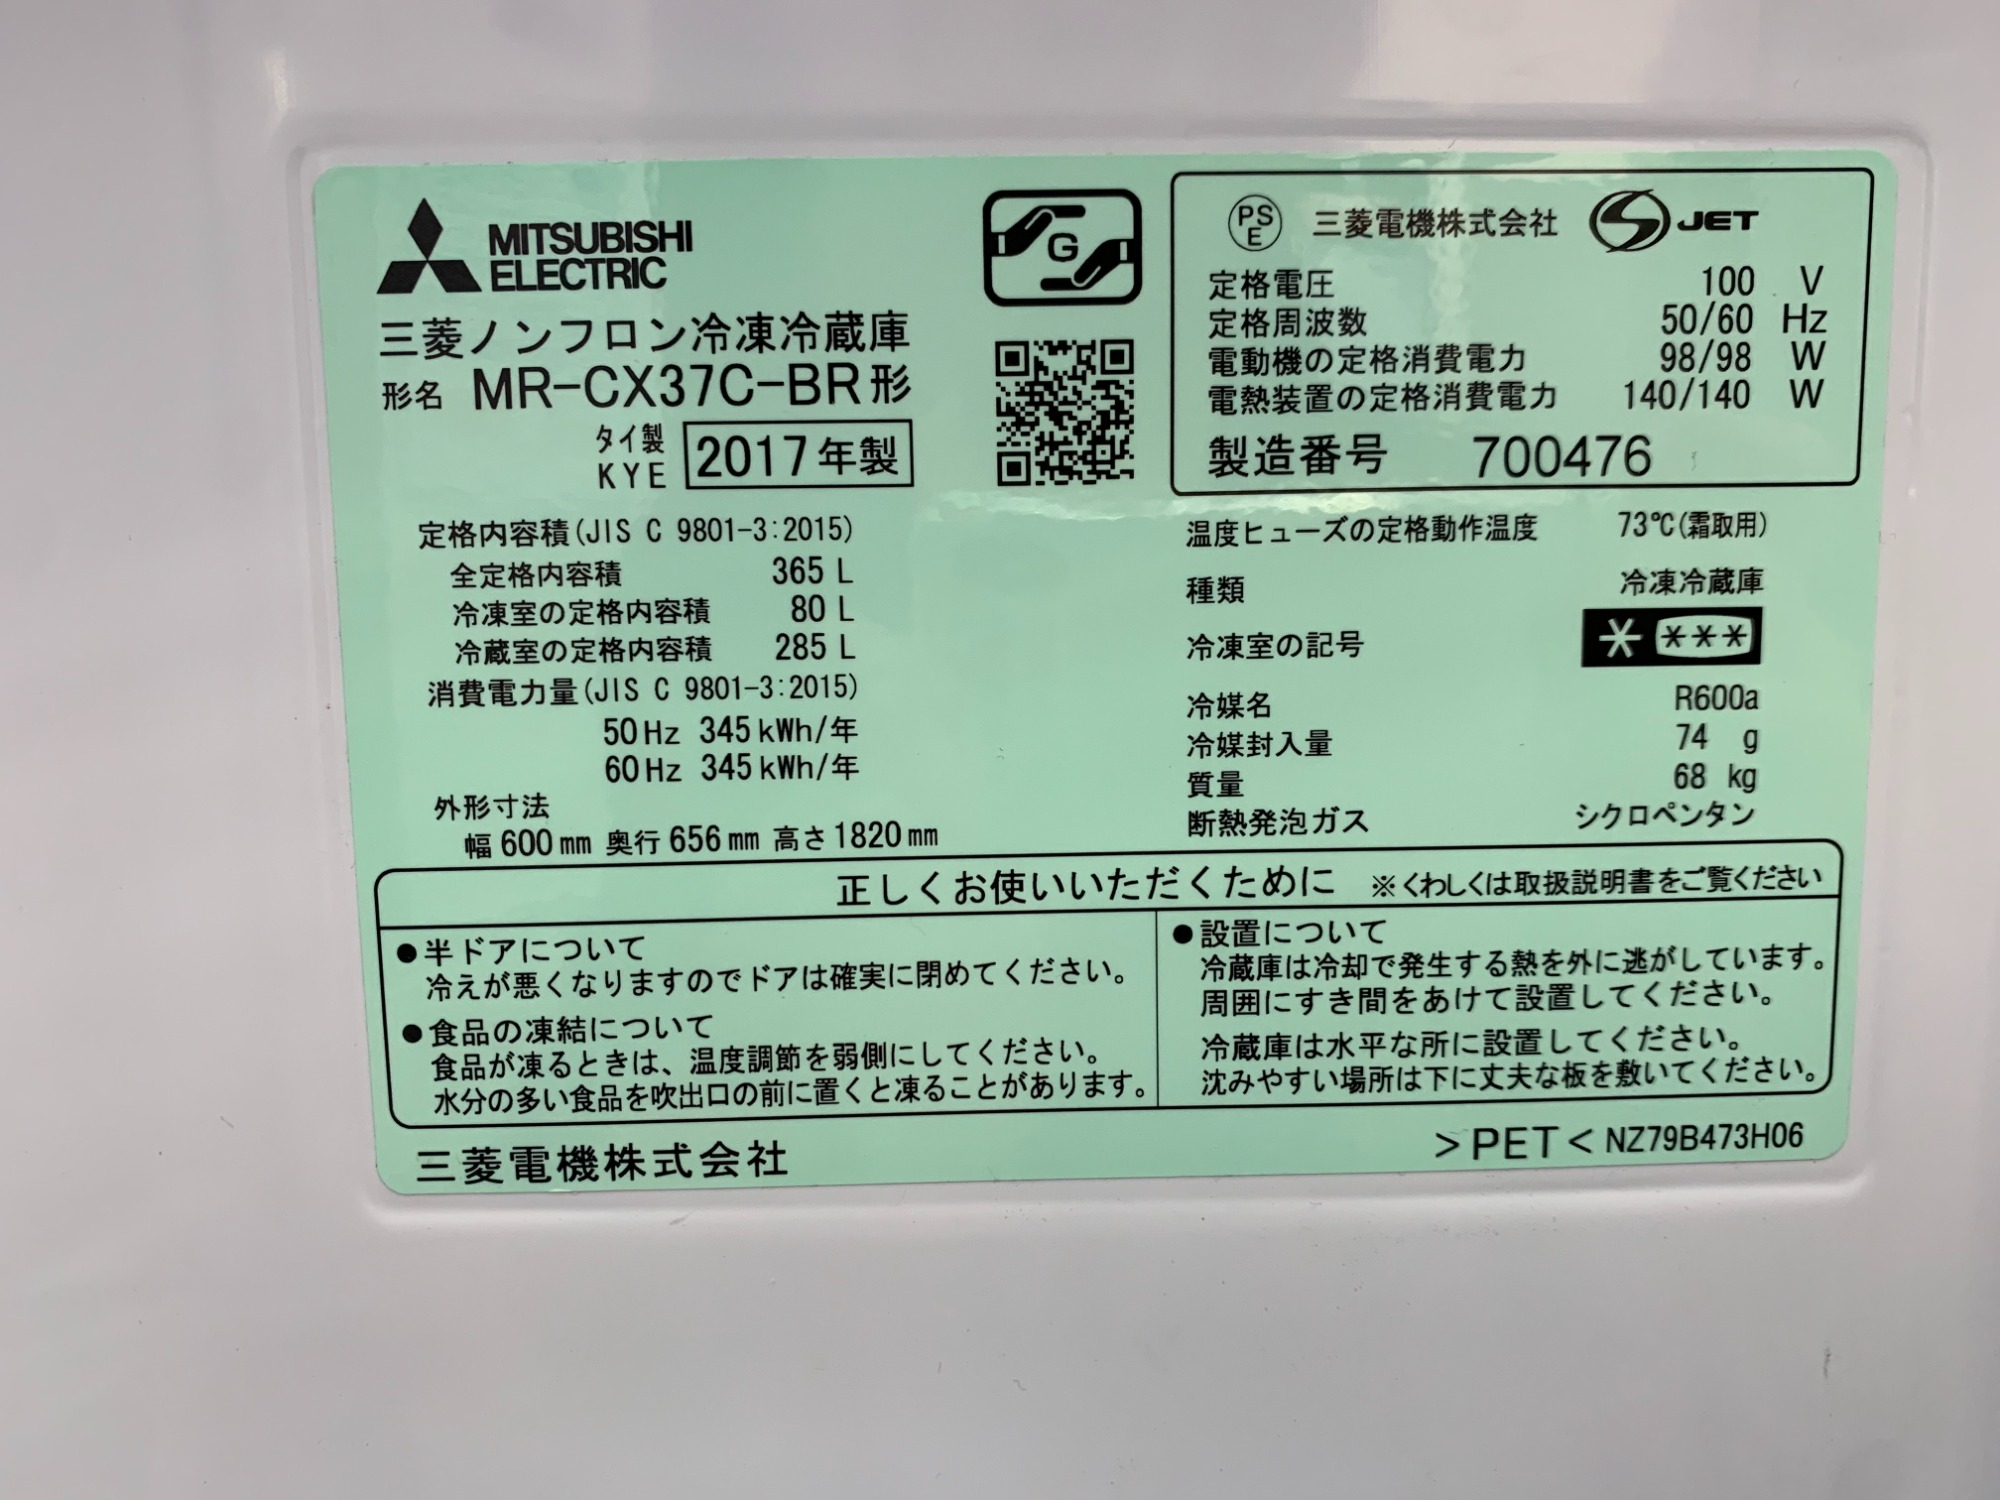 MITSUBISHI
ELECTRIC
三菱ノンフロン冷凍冷蔵庫
形名 MR-CX37C-BR形
タイ製
KYE
2017年製
G
PS
E
三菱電機株式会社
JET
定格電圧 100 V
定格周波数 50/60 Hz
電動機の定格消費電力 98/98 W
電熱装置の定格消費電力 140/140 W
製造番号 700476
定格内容積(JIS C 9801-3:2015)
全定格内容積 365 L
冷凍室の定格内容積 80 L
冷蔵室の定格内容積 285 L
消費電力量(JIS C 9801-3:2015)
50Hz 345kWh/年
60Hz 345kWh/年
外形寸法
幅600mm 奥行656mm 高さ1820mm
温度ヒューズの定格動作温度 73℃(霜取用)
種類 冷凍冷蔵庫
冷凍室の記号 * ***
冷媒名 R600a
冷媒封入量 74 g
質量 68 kg
断熱発泡ガス シクロペンタン
正しくお使いいただくために ※くわしくは取扱説明書をご覧ください
●半ドアについて
冷えが悪くなりますのでドアは確実に閉めてください。
●食品の凍結について
食品が凍るときは、温度調節を弱側にしてください。
水分の多い食品を吹出口の前に置くと凍ることがあります。
●設置について
冷蔵庫は冷却で発生する熱を外に逃がしています。
周囲にすき間をあけて設置してください。
冷蔵庫は水平な所に設置してください。
沈みやすい場所は下に丈夫な板を敷いてください。
三菱電機株式会社
>PET< NZ79B473H06